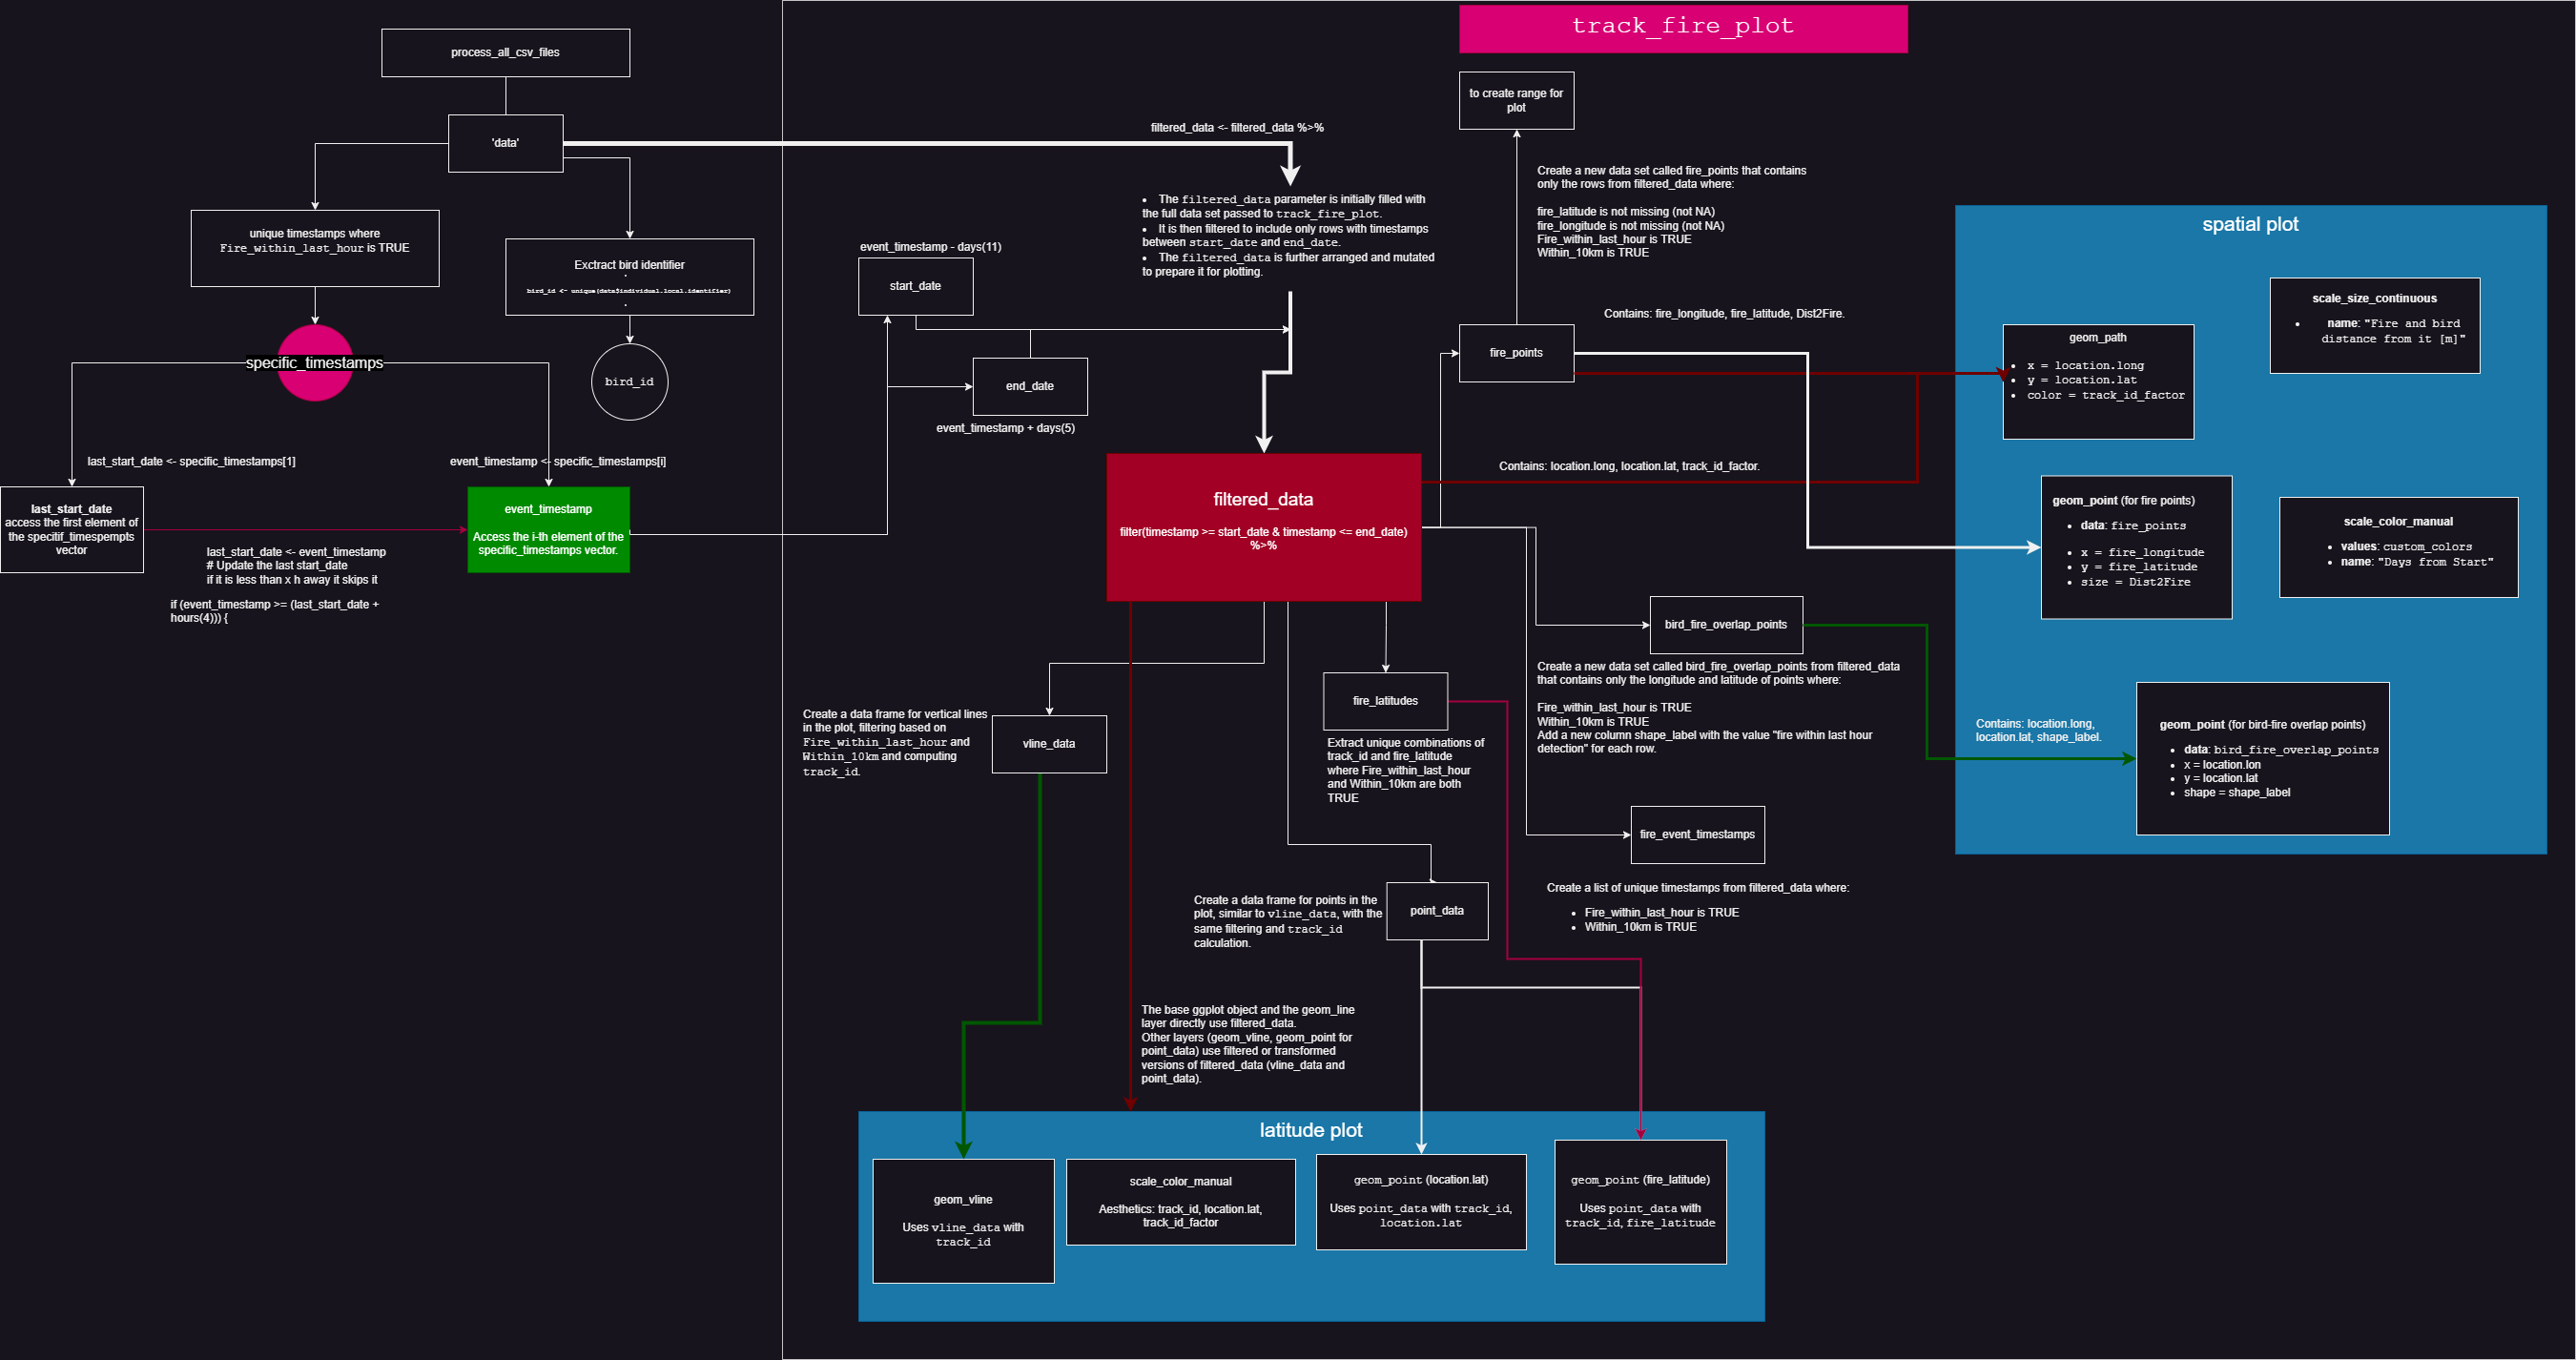 process_all_csv_files
'data'
unique timestamps where
Fire_within_last_hour is TRUE
Exctract bird identifier
bird_id <- unique(data$individual.local.identifier)
specific_timestamps
bird_id
last_start_date <- specific_timestamps[1]
event_timestamp <- specific_timestamps[i]
last_start_date
access the first element of
the specitif_timespempts
vector
event_timestamp
Access the i-th element of the
specific_timestamps vector.
last_start_date <- event_timestamp
# Update the last start_date
if it is less than x h away it skips it
if (event_timestamp >= (last_start_date +
hours(4))) {
track_fire_plot
filtered_data <- filtered_data %>%
• The filtered_data parameter is initially filled with
the full data set passed to track_fire_plot.
• It is then filtered to include only rows with timestamps
between start_date and end_date.
• The filtered_data is further arranged and mutated
to prepare it for plotting.
event_timestamp - days(11)
start_date
end_date
event_timestamp + days(5)
to create range for
plot
Create a new data set called fire_points that contains
only the rows from filtered_data where:
fire_latitude is not missing (not NA)
fire_longitude is not missing (not NA)
Fire_within_last_hour is TRUE
Within_10km is TRUE
Contains: fire_longitude, fire_latitude, Dist2Fire.
fire_points
filtered_data
filter(timestamp >= start_date & timestamp <= end_date)
%>%
Contains: location.long, location.lat, track_id_factor.
bird_fire_overlap_points
Create a new data set called bird_fire_overlap_points from filtered_data
that contains only the longitude and latitude of points where:
Fire_within_last_hour is TRUE
Within_10km is TRUE
Add a new column shape_label with the value "fire within last hour
detection" for each row.
fire_latitudes
Extract unique combinations of
track_id and fire_latitude
where Fire_within_last_hour
and Within_10km are both
TRUE
Create a data frame for vertical lines
in the plot, filtering based on
Fire_within_last_hour and
Within_10km and computing
track_id.
vline_data
fire_event_timestamps
Create a list of unique timestamps from filtered_data where:
• Fire_within_last_hour is TRUE
• Within_10km is TRUE
Create a data frame for points in the
plot, similar to vline_data, with the
same filtering and track_id
calculation.
point_data
The base ggplot object and the geom_line
layer directly use filtered_data.
Other layers (geom_vline, geom_point for
point_data) use filtered or transformed
versions of filtered_data (vline_data and
point_data).
spatial plot
scale_size_continuous
• name: "Fire and bird
distance from it [m]"
geom_path
• x = location.long
• y = location.lat
• color = track_id_factor
geom_point (for fire points)
• data: fire_points
• x = fire_longitude
• y = fire_latitude
• size = Dist2Fire
scale_color_manual
• values: custom_colors
• name: "Days from Start"
Contains: location.long,
location.lat, shape_label.
geom_point (for bird-fire overlap points)
• data: bird_fire_overlap_points
• x = location.lon
• y = location.lat
• shape = shape_label
latitude plot
geom_vline
Uses vline_data with
track_id
scale_color_manual
Aesthetics: track_id, location.lat,
track_id_factor
geom_point (location.lat)
Uses point_data with track_id,
location.lat
geom_point (fire_latitude)
Uses point_data with
track_id, fire_latitude